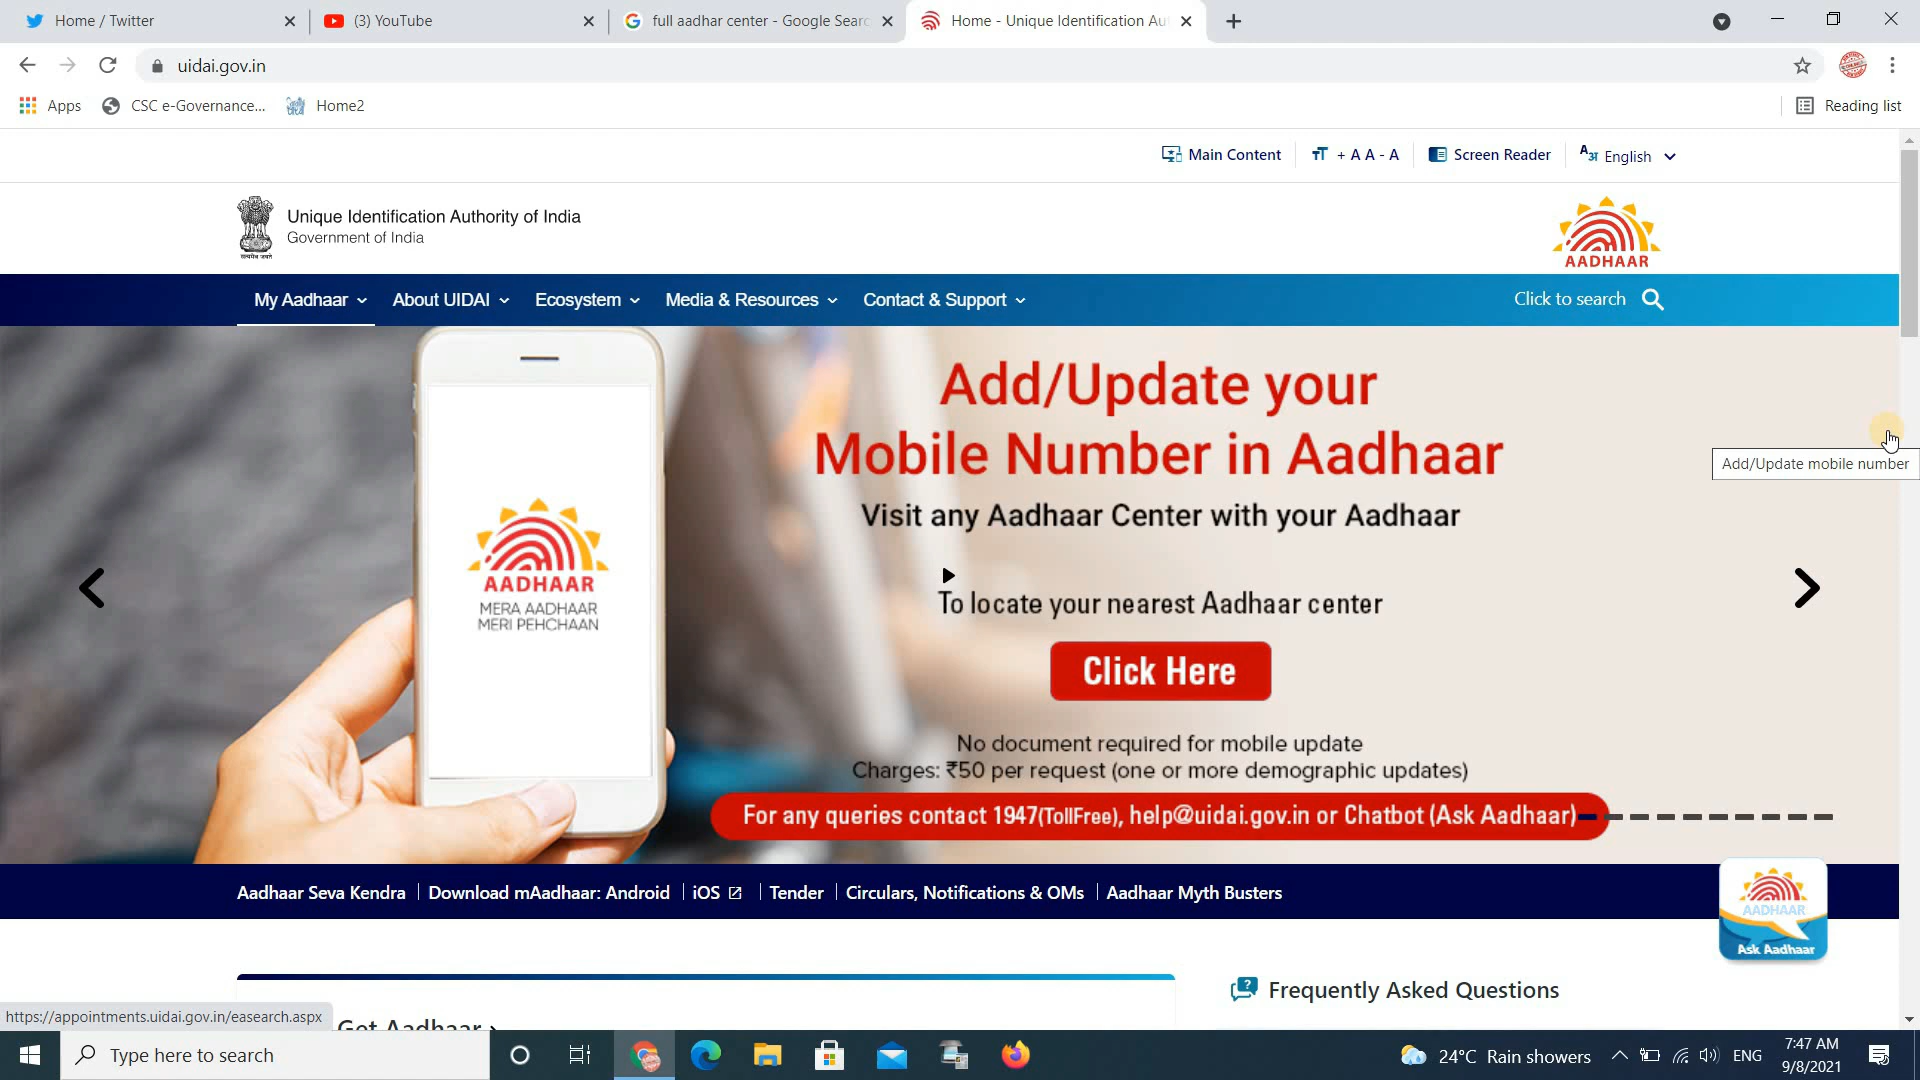 Home / Twitter
(3) YouTube
full aadhar center - Google Searc
Home - Unique Identification Au
uidai.gov.in
Apps
CSC e-Governance...
Home2
Reading list
Main Content
+ A A - A
Screen Reader
English
Unique Identification Authority of India
Government of India
सत्यमेव जयते
AADHAAR
My Aadhaar
About UIDAI
Ecosystem
Media & Resources
Contact & Support
Click to search
Add/Update your
Mobile Number in Aadhaar
Visit any Aadhaar Center with your Aadhaar
Add/Update mobile number
AADHAAR
MERA AADHAAR
MERI PEHCHAAN
To locate your nearest Aadhaar center
Click Here
No document required for mobile update
Charges: ₹50 per request (one or more demographic updates)
For any queries contact 1947(TollFree), help@uidai.gov.in or Chatbot (Ask Aadhaar)
Aadhaar Seva Kendra
Download mAadhaar: Android
iOS
Tender
Circulars, Notifications & OMs
Aadhaar Myth Busters
AADHAAR
Ask Aadhaar
Frequently Asked Questions
https://appointments.uidai.gov.in/easearch.aspx
Get Aadhaar
Type here to search
24°C Rain showers
ENG
7:47 AM
9/8/2021